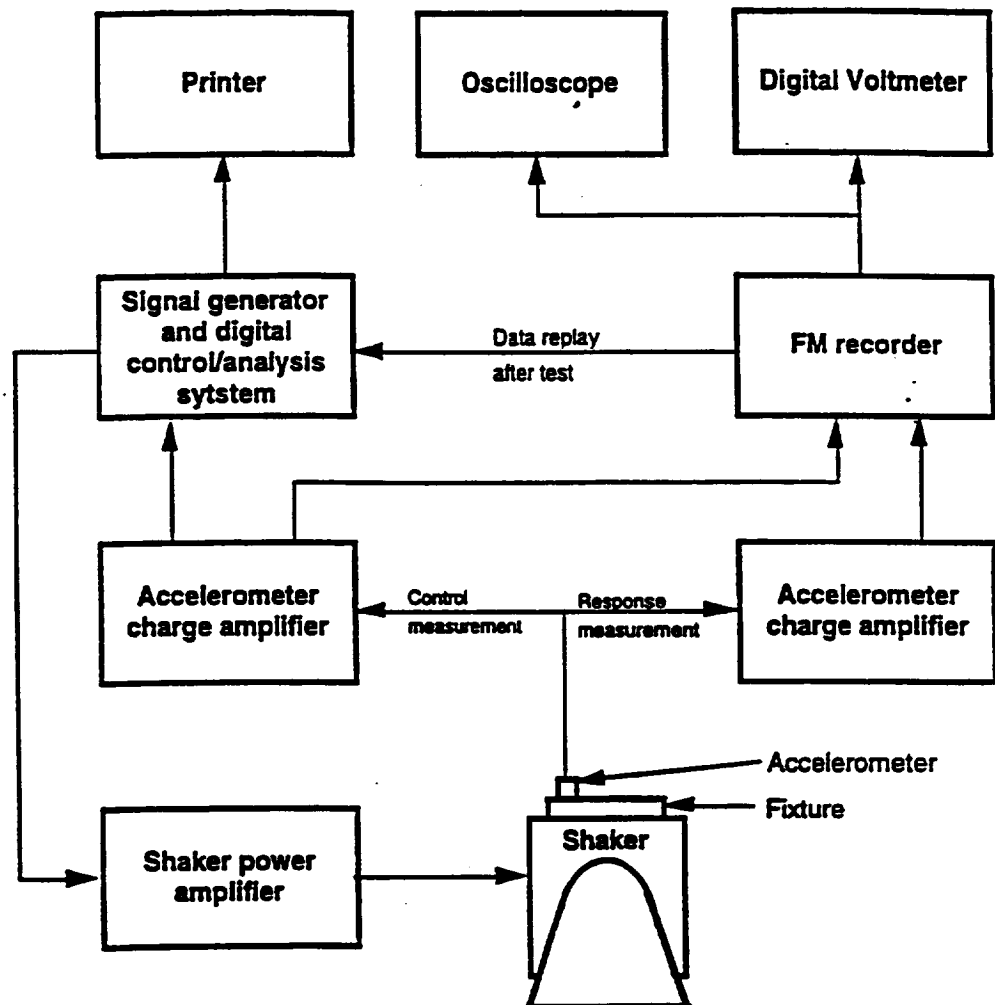 Printer
Oscilloscope
Digital Voltmeter
Signal generator
and digital
control/analysis
sytstem
Data replay
after test
FM recorder
Accelerometer
charge amplifier
Control
measurement
Response
measurement
Accelerometer
charge amplifier
Accelerometer
Fixture
Shaker
Shaker power
amplifier